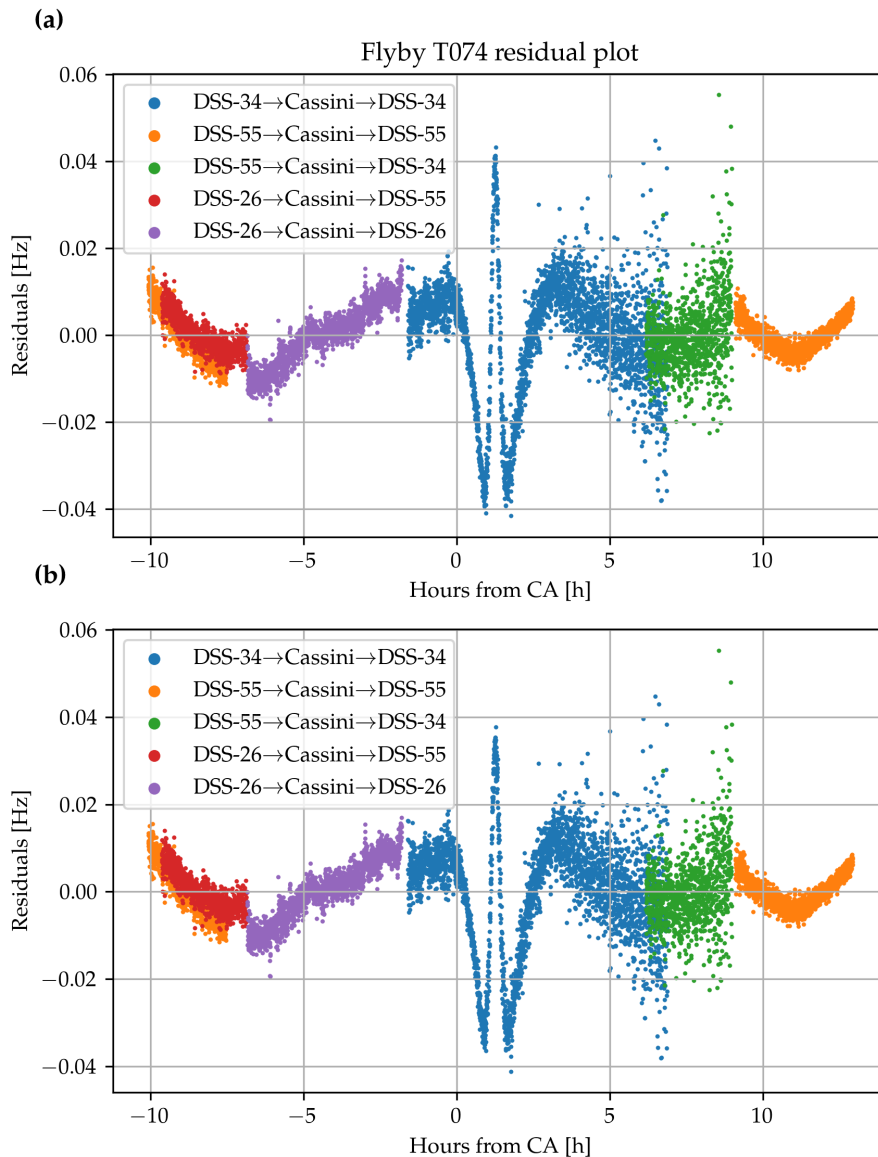 (a)
Flyby T074 residual plot
0.06
0.04
0.02
0.00
−0.02
−0.04
Residuals [Hz]
DSS-34→Cassini→DSS-34
DSS-55→Cassini→DSS-55
DSS-55→Cassini→DSS-34
DSS-26→Cassini→DSS-55
DSS-26→Cassini→DSS-26
−10 −5 0 5 10
Hours from CA [h]
(b)
0.06
0.04
0.02
0.00
−0.02
−0.04
Residuals [Hz]
DSS-34→Cassini→DSS-34
DSS-55→Cassini→DSS-55
DSS-55→Cassini→DSS-34
DSS-26→Cassini→DSS-55
DSS-26→Cassini→DSS-26
−10 −5 0 5 10
Hours from CA [h]